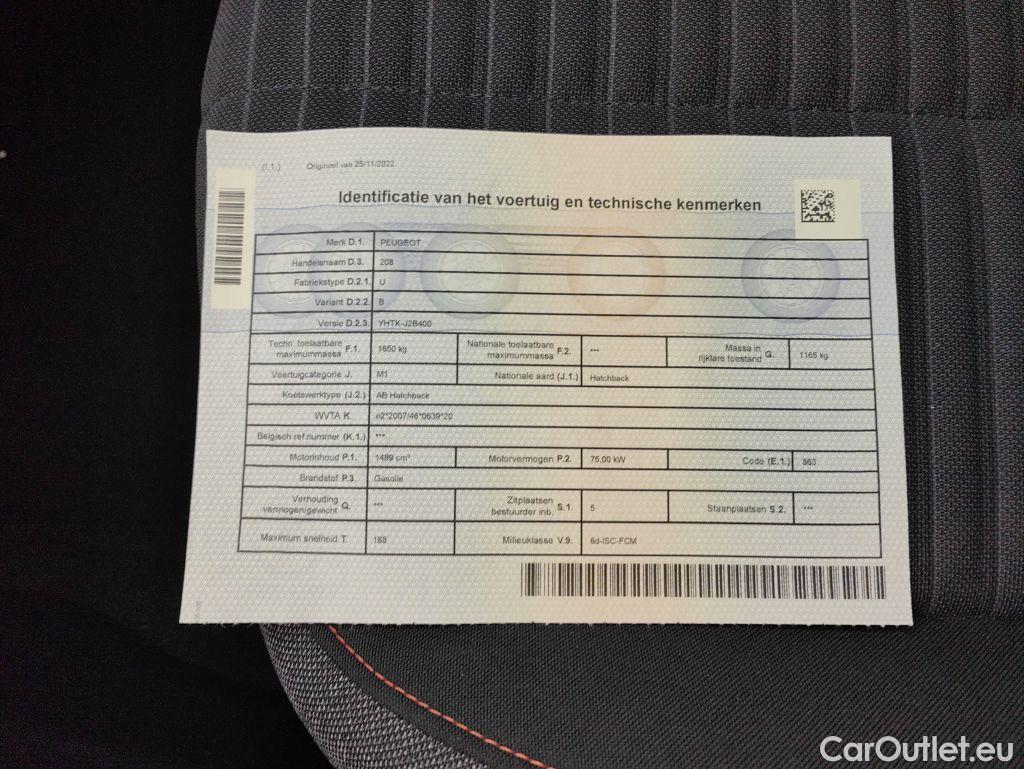 (I.1.) Origineel van 25/11/2022
Identificatie van het voertuig en technische kenmerken
Merk D.1. PEUGEOT
Handelsnaam D.3. 208
Fabriekstype D.2.1. U
Variant D.2.2. B
Versie D.2.3. YHTK-J2B400
Techn. toelaatbare maximummassa F.1. 1650 kg Nationale toelaatbare maximummassa F.2. --- Massa in rijklare toestand G. 1165 kg
Voertuigcategorie J. M1 Nationale aard (J.1.) Hatchback
Koetswerktype (J.2.) AB Hatchback
WVTA K. e2*2007/46*0639*20
Belgisch ref.nummer (K.1.) ---
Motorinhoud P.1. 1499 cm³ Motorvermogen P.2. 75,00 kW Code (E.1.) 863
Brandstof P.3. Gasolie
Verhouding vermogen/gewicht Q. --- Zitplaatsen bestuurder inb. S.1. 5 Staanplaatsen S.2. ---
Maximum snelheid T. 188 Milieuklasse V.9. 6d-ISC-FCM
CarOutlet.eu